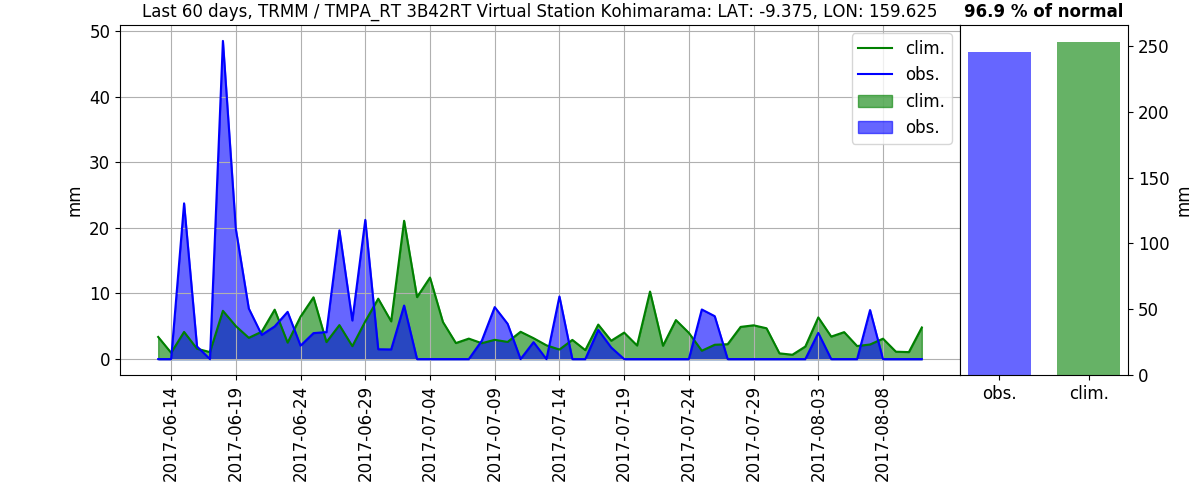 Last 60 days, TRMM / TMPA_RT 3B42RT Virtual Station Kohimarama: LAT: -9.375, LON: 159.625
96.9 % of normal
50
40
30
20
10
0
mm
clim.
obs.
clim.
obs.
2017-06-14
2017-06-19
2017-06-24
2017-06-29
2017-07-04
2017-07-09
2017-07-14
2017-07-19
2017-07-24
2017-07-29
2017-08-03
2017-08-08
250
200
150
100
50
0
mm
obs.
clim.